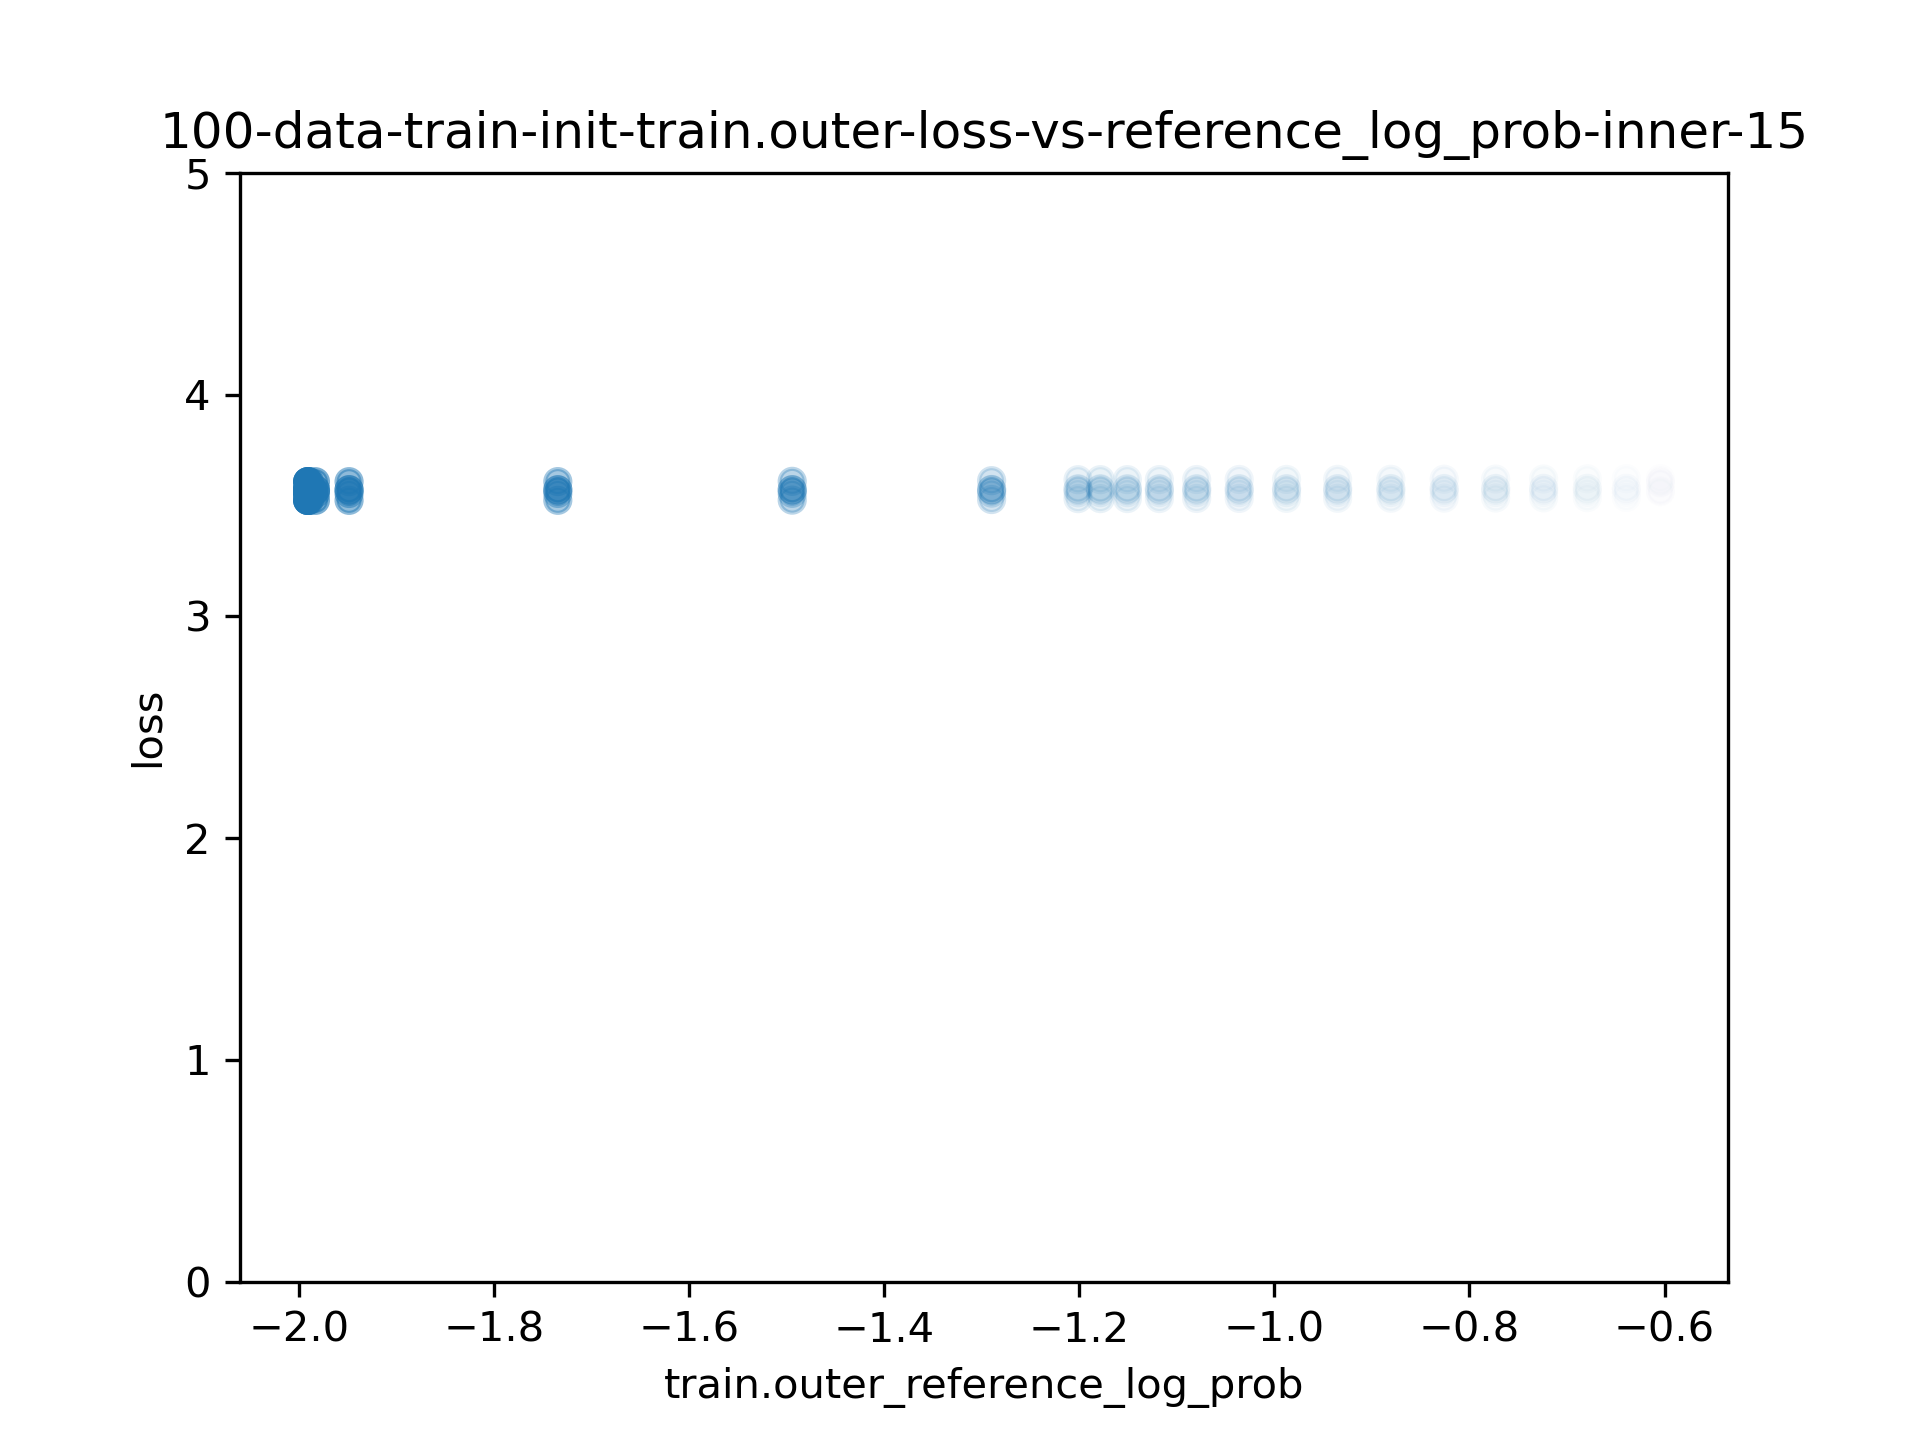 100-data-train-init-train.outer-loss-vs-reference_log_prob-inner-15
5
4
3
2
1
0
loss
−2.0 −1.8 −1.6 −1.4 −1.2 −1.0 −0.8 −0.6
train.outer_reference_log_prob